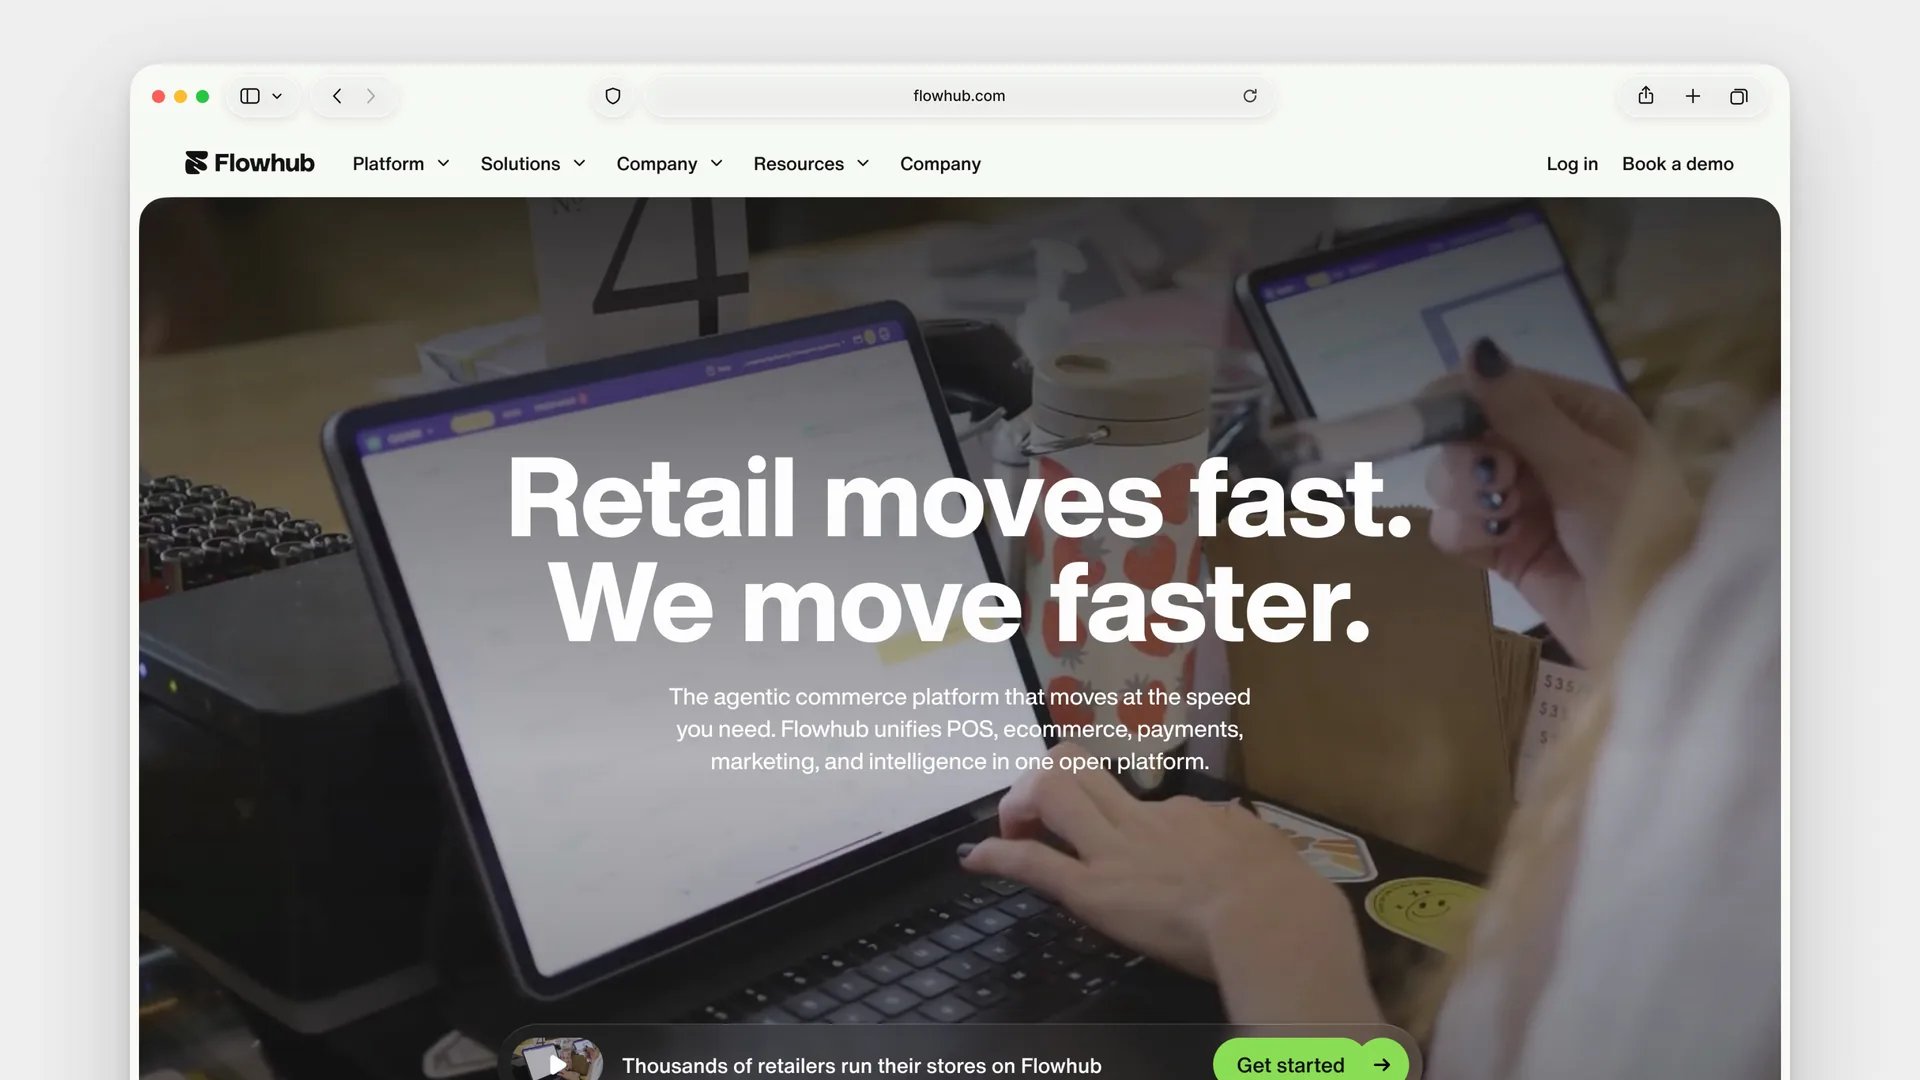 flowhub.com
Flowhub
Platform
Solutions
Company
Resources
Company
Log in
Book a demo
No
4
Retail moves fast.
We move faster.
The agentic commerce platform that moves at the speed
you need. Flowhub unifies POS, ecommerce, payments,
marketing, and intelligence in one open platform.
Thousands of retailers run their stores on Flowhub
Get started